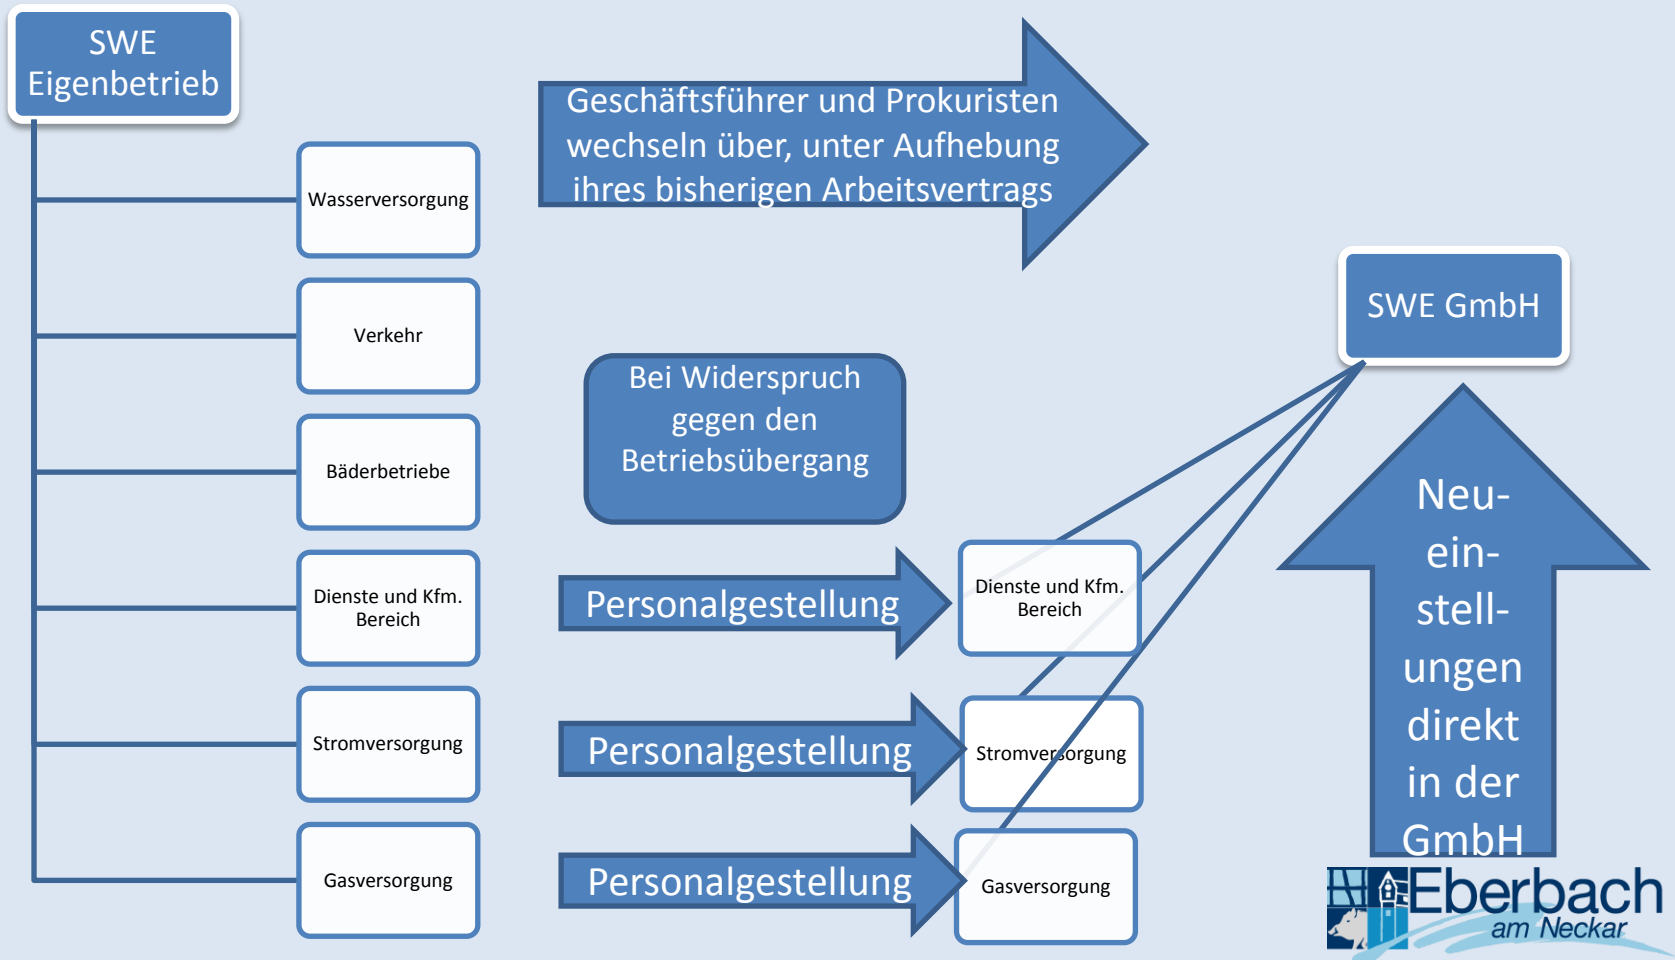 SWE
Eigenbetrieb
Geschäftsführer und Prokuristen
wechseln über, unter Aufhebung
ihres bisherigen Arbeitsvertrags
Wasserversorgung
Verkehr
Bäderbetriebe
Dienste und Kfm.
Bereich
Stromversorgung
Gasversorgung
Bei Widerspruch
gegen den
Betriebsübergang
Personalgestellung
Personalgestellung
Personalgestellung
Dienste und Kfm.
Bereich
Stromversorgung
Gasversorgung
SWE GmbH
Neu-
ein-
stell-
ungen
direkt
in der
GmbH
Eberbach
am Neckar